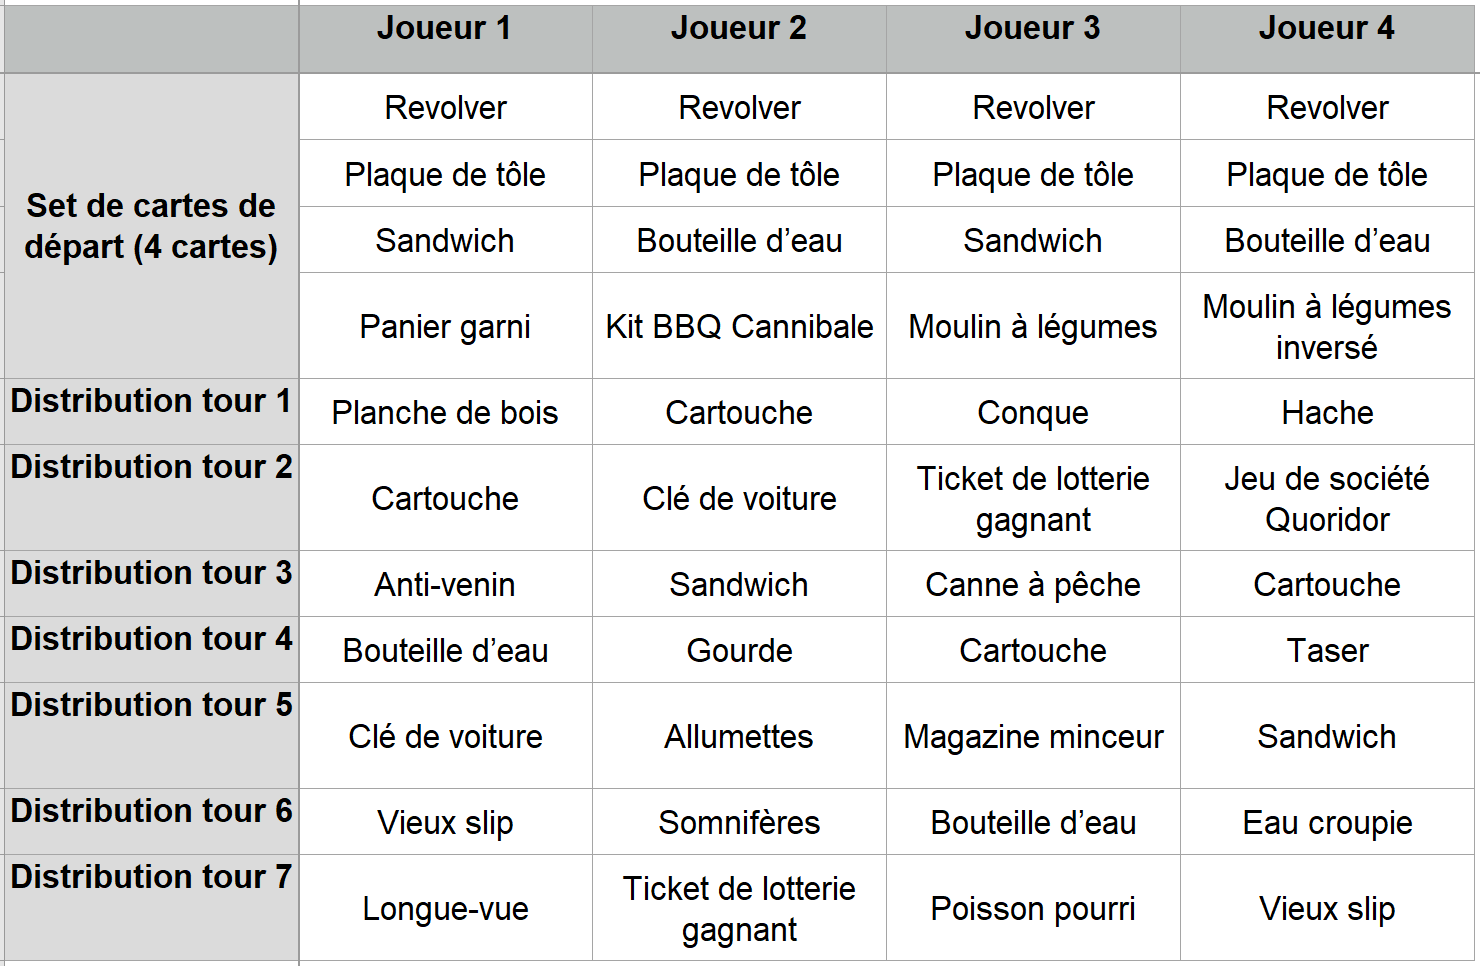 Joueur 1 Joueur 2 Joueur 3 Joueur 4
Set de cartes de
départ (4 cartes)
Revolver Revolver Revolver Revolver
Plaque de tôle Plaque de tôle Plaque de tôle Plaque de tôle
Sandwich Bouteille d’eau Sandwich Bouteille d’eau
Panier garni Kit BBQ Cannibale Moulin à légumes Moulin à légumes
inversé
Distribution tour 1 Planche de bois Cartouche Conque Hache
Distribution tour 2 Cartouche Clé de voiture Ticket de lotterie
gagnant Jeu de société
Quoridor
Distribution tour 3 Anti-venin Sandwich Canne à pêche Cartouche
Distribution tour 4 Bouteille d’eau Gourde Cartouche Taser
Distribution tour 5 Clé de voiture Allumettes Magazine minceur Sandwich
Distribution tour 6 Vieux slip Somnifères Bouteille d’eau Eau croupie
Distribution tour 7 Longue-vue Ticket de lotterie
gagnant Poisson pourri Vieux slip